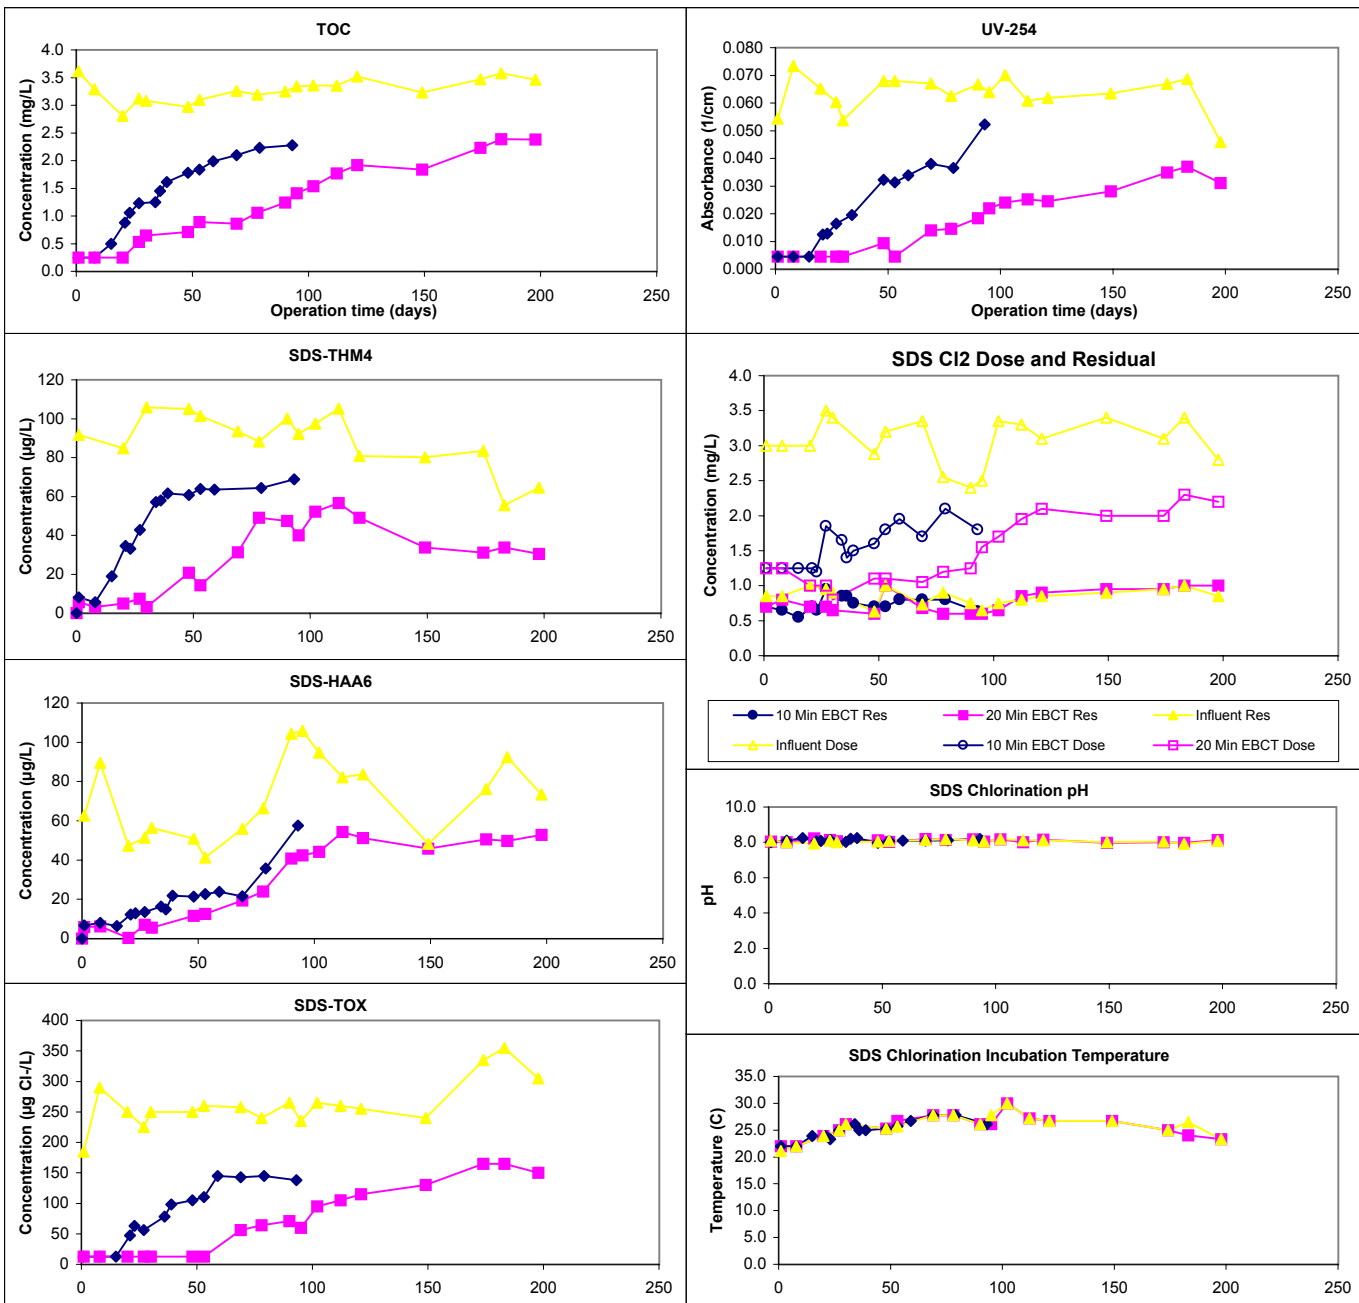 TOC
Concentration (mg/L)
4.0
3.5
3.0
2.5
2.0
1.5
1.0
0.5
0.0
0 50 100 150 200 250
Operation time (days)
UV-254
Absorbance (1/cm)
0.080
0.070
0.060
0.050
0.040
0.030
0.020
0.010
0.000
0 50 100 150 200 250
Operation time (days)
SDS-THM4
Concentration (µg/L)
120
100
80
60
40
20
0
0 50 100 150 200 250
SDS Cl2 Dose and Residual
Concentration (mg/L)
4.0
3.5
3.0
2.5
2.0
1.5
1.0
0.5
0.0
0 50 100 150 200 250
10 Min EBCT Res 20 Min EBCT Res Influent Res
Influent Dose 10 Min EBCT Dose 20 Min EBCT Dose
SDS-HAA6
Concentration (µg/L)
120
100
80
60
40
20
0
0 50 100 150 200 250
SDS Chlorination pH
pH
10.0
8.0
6.0
4.0
2.0
0.0
0 50 100 150 200 250
SDS-TOX
Concentration (µg Cl-/L)
400
350
300
250
200
150
100
50
0
0 50 100 150 200 250
SDS Chlorination Incubation Temperature
Temperature (C)
35.0
30.0
25.0
20.0
15.0
10.0
5.0
0.0
0 50 100 150 200 250